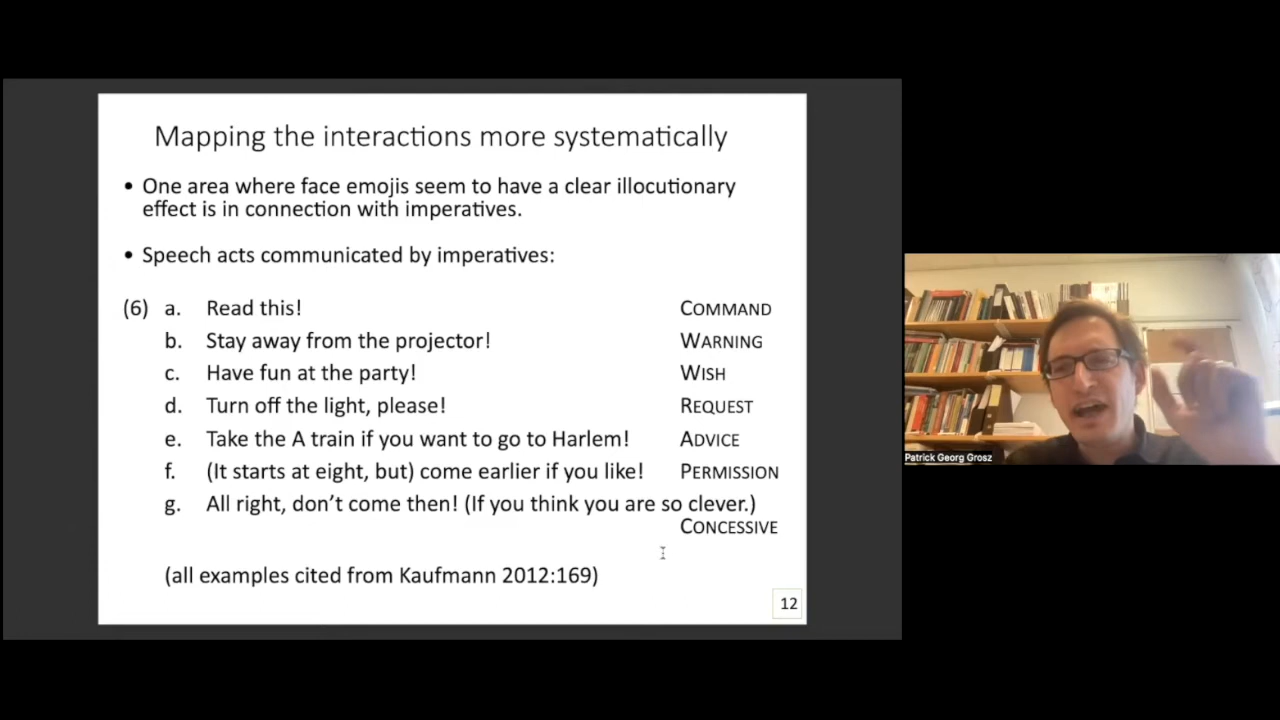 Mapping the interactions more systematically
• One area where face emojis seem to have a clear illocutionary
effect is in connection with imperatives.
• Speech acts communicated by imperatives:
(6) a. Read this! COMMAND
b. Stay away from the projector! WARNING
c. Have fun at the party! WISH
d. Turn off the light, please! REQUEST
e. Take the A train if you want to go to Harlem! ADVICE
f. (It starts at eight, but) come earlier if you like! PERMISSION
g. All right, don’t come then! (If you think you are so clever.)
CONCESSIVE
(all examples cited from Kaufmann 2012:169)
12
Patrick Georg Grosz